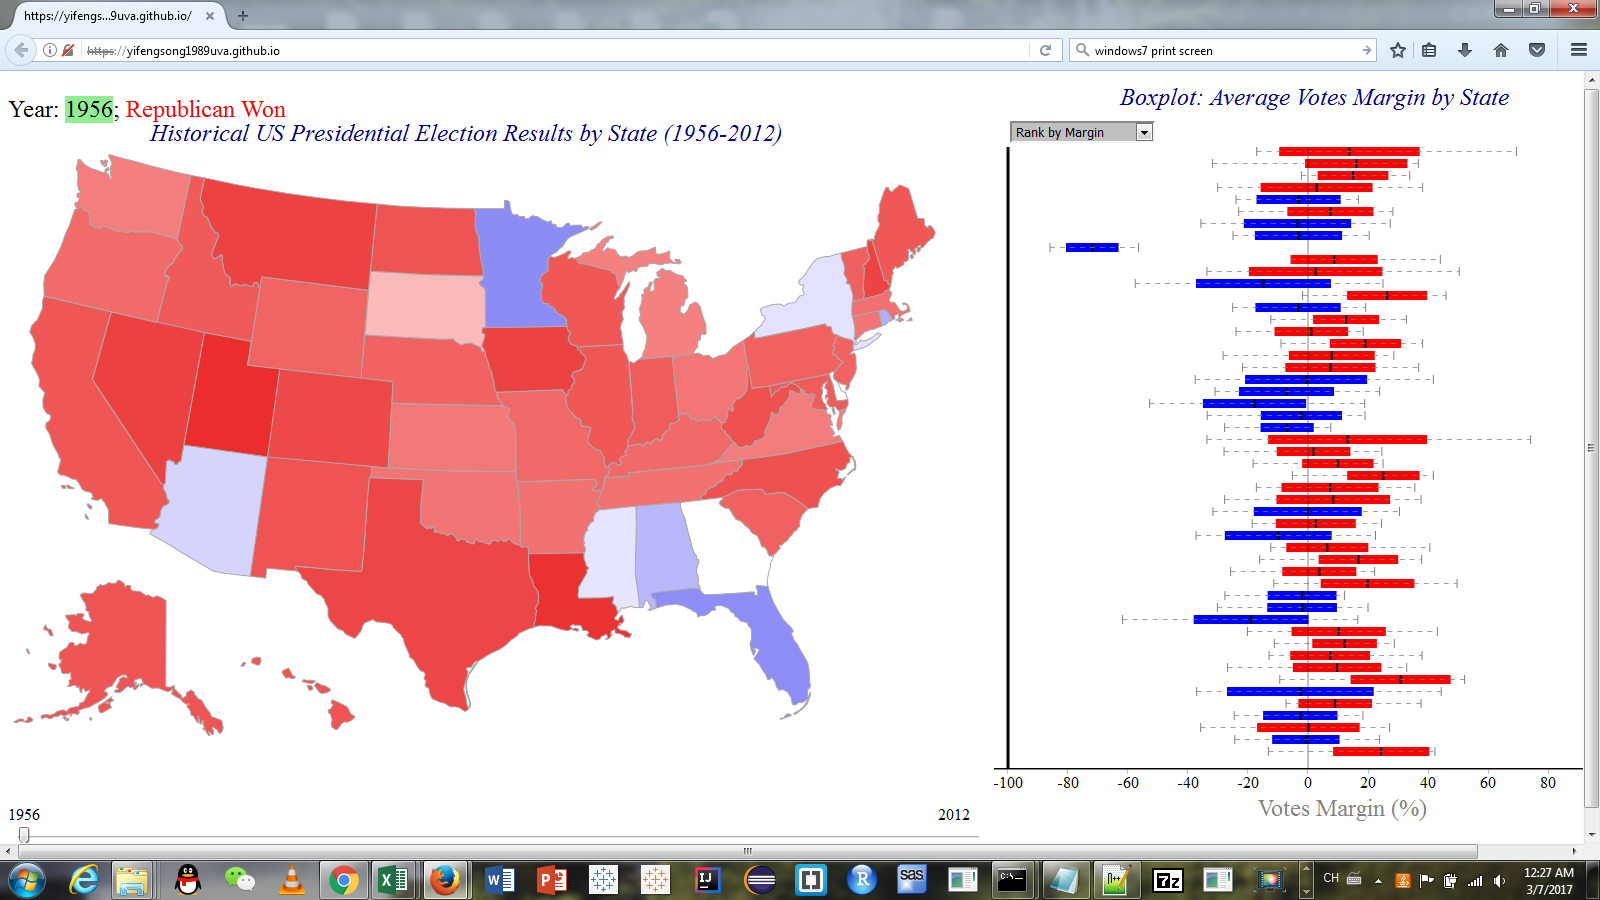 https://yifengs...9uva.github.io/
https://yifengsong1989uva.github.io
windows7 print screen
Year: 1956; Republican Won
Historical US Presidential Election Results by State (1956-2012)
Boxplot: Average Votes Margin by State
Rank by Margin
-100 -80 -60 -40 -20 0 20 40 60 80
Votes Margin (%)
1956
2012
CH
12:27 AM
3/7/2017